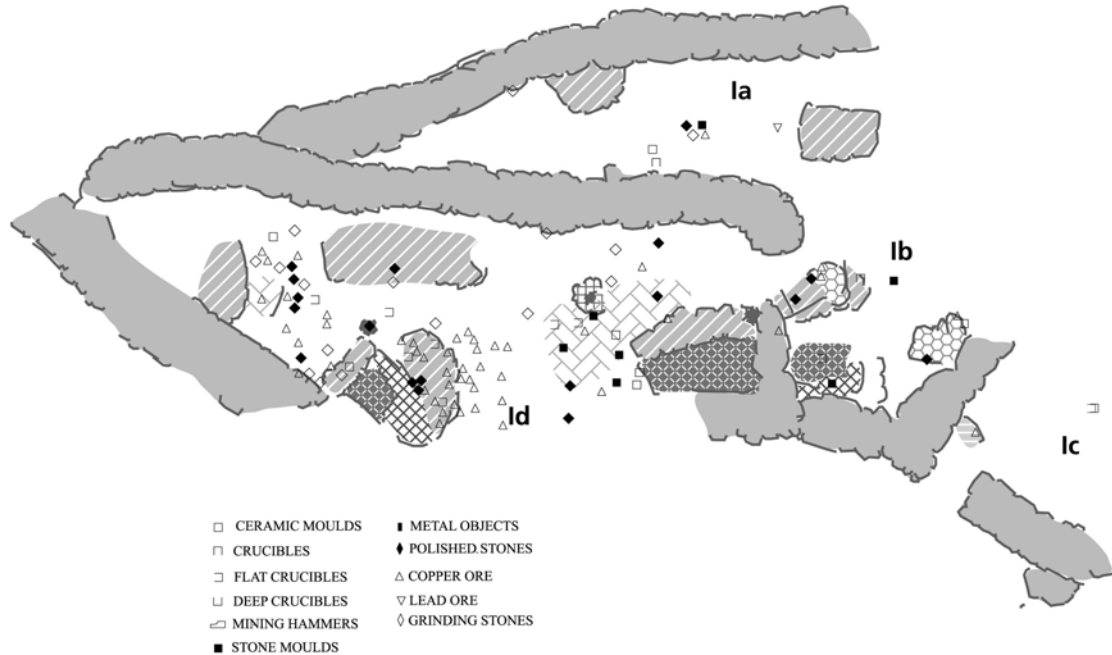 Ia
Ib
Id
Ic
CERAMIC MOULDS
CRUCIBLES
FLAT CRUCIBLES
DEEP CRUCIBLES
MINING HAMMERS
STONE MOULDS
METAL OBJECTS
POLISHED STONES
COPPER ORE
LEAD ORE
GRINDING STONES